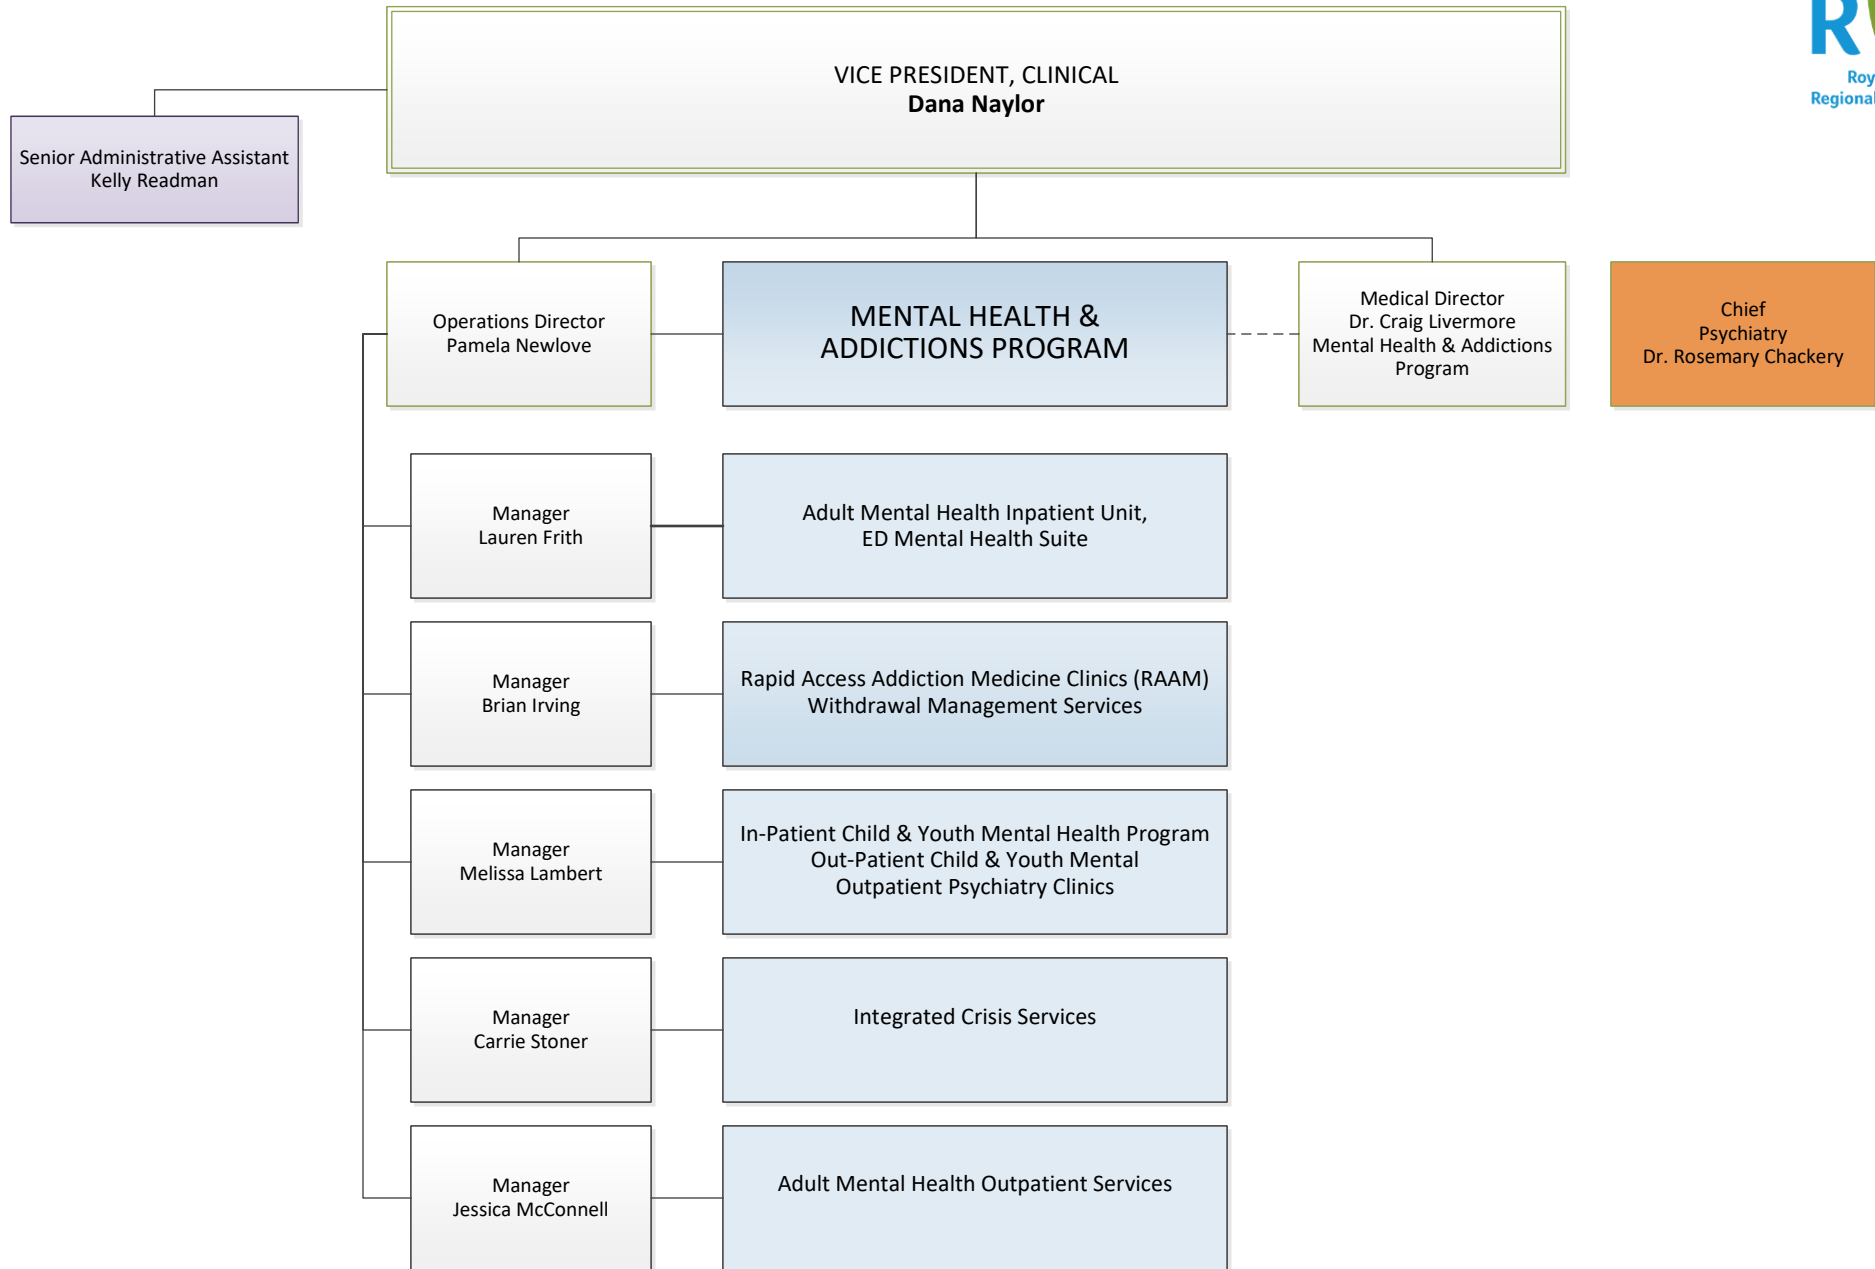 VICE PRESIDENT, CLINICAL
Dana Naylor
Senior Administrative Assistant
Kelly Readman
Operations Director
Pamela Newlove
MENTAL HEALTH &
ADDICTIONS PROGRAM
Medical Director
Dr. Craig Livermore
Mental Health & Addictions
Program
Chief
Psychiatry
Dr. Rosemary Chackery
Manager
Lauren Frith
Adult Mental Health Inpatient Unit,
ED Mental Health Suite
Manager
Brian Irving
Rapid Access Addiction Medicine Clinics (RAAM)
Withdrawal Management Services
Manager
Melissa Lambert
In-Patient Child & Youth Mental Health Program
Out-Patient Child & Youth Mental
Outpatient Psychiatry Clinics
Manager
Carrie Stoner
Integrated Crisis Services
Manager
Jessica McConnell
Adult Mental Health Outpatient Services
R
Regional